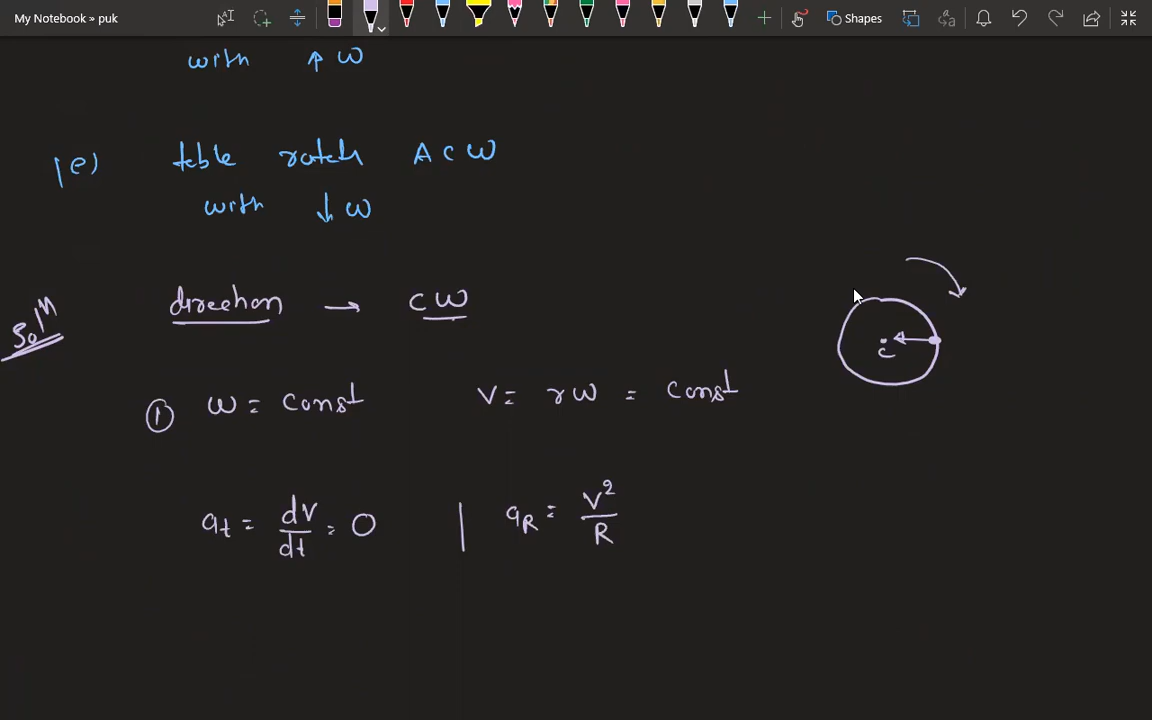 My Notebook » puk
Shapes
with ↑ ω
(e) table rotates ACW
with ↓ ω
Solⁿ direction → CW
c
① ω = const v = rω = const
at = dv/dt = 0 | aR = v²/R